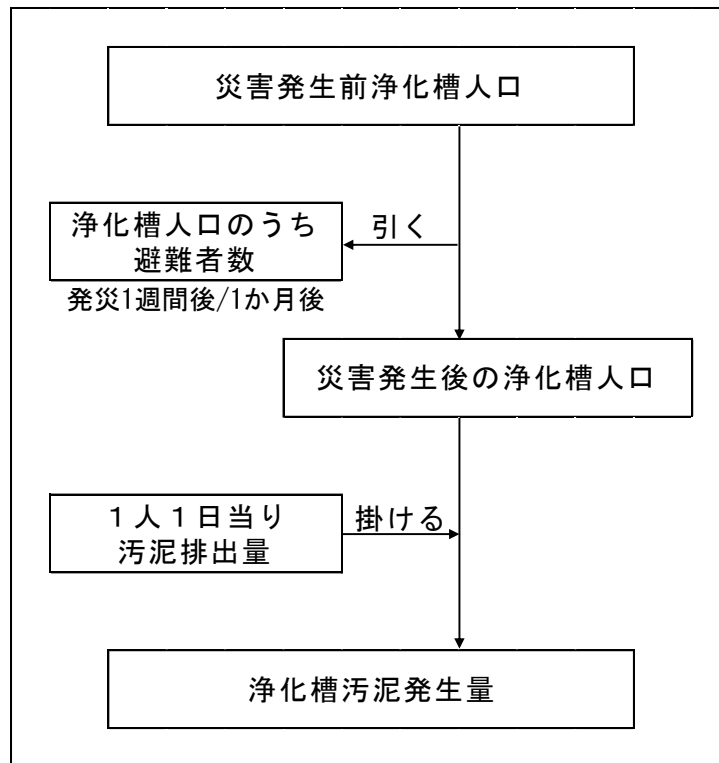 災害発生前浄化槽人口
引く
浄化槽人口のうち
避難者数
発災1週間後/1か月後
災害発生後の浄化槽人口
１人１日当り
汚泥排出量
掛ける
浄化槽汚泥発生量